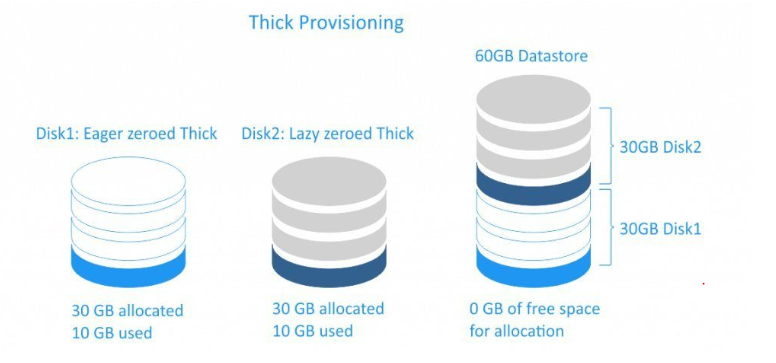 Thick Provisioning
60GB Datastore
Disk1: Eager zeroed Thick
Disk2: Lazy zeroed Thick
30GB Disk2
30GB Disk1
30 GB allocated
10 GB used
30 GB allocated
10 GB used
0 GB of free space
for allocation